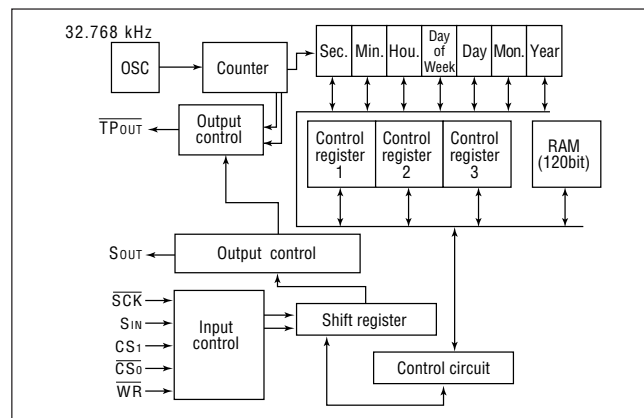 32.768 kHz
OSC
Counter
Sec.
Min.
Hou.
Day
of
Week
Day
Mon.
Year
TPOUT
Output
control
Control
register
1
Control
register
2
Control
register
3
RAM
(120bit)
SOUT
Output control
SCK
SIN
CS1
CS0
WR
Input
control
Shift register
Control circuit